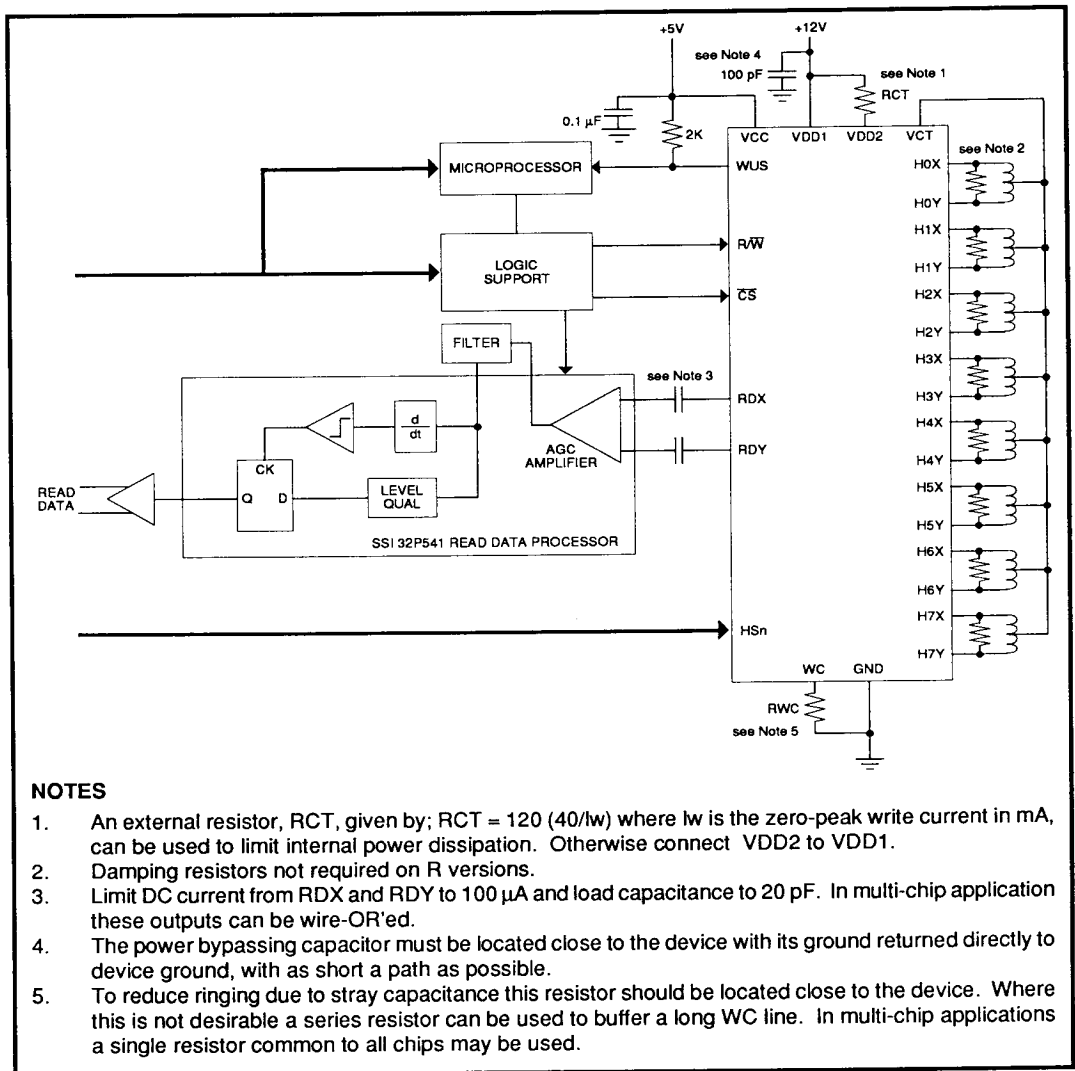 +5V
+12V
see Note 4
100 pF
see Note 1
RCT
0.1 µF
2K
VCC
VDD1
VDD2
VCT
see Note 2
MICROPROCESSOR
WUS
LOGIC
SUPPORT
R/W̅
C̅S̅
H0X
H0Y
H1X
H1Y
H2X
H2Y
H3X
H3Y
H4X
H4Y
H5X
H5Y
H6X
H6Y
H7X
H7Y
FILTER
see Note 3
RDX
RDY
d
dt
AGC
AMPLIFIER
CK
Q
D
LEVEL
QUAL
READ
DATA
SSI 32P541 READ DATA PROCESSOR
HSn
WC
GND
RWC
see Note 5
NOTES
1. An external resistor, RCT, given by; RCT = 120 (40/Iw) where Iw is the zero-peak write current in mA,
can be used to limit internal power dissipation. Otherwise connect VDD2 to VDD1.
2. Damping resistors not required on R versions.
3. Limit DC current from RDX and RDY to 100 µA and load capacitance to 20 pF. In multi-chip application
these outputs can be wire-OR'ed.
4. The power bypassing capacitor must be located close to the device with its ground returned directly to
device ground, with as short a path as possible.
5. To reduce ringing due to stray capacitance this resistor should be located close to the device. Where
this is not desirable a series resistor can be used to buffer a long WC line. In multi-chip applications
a single resistor common to all chips may be used.